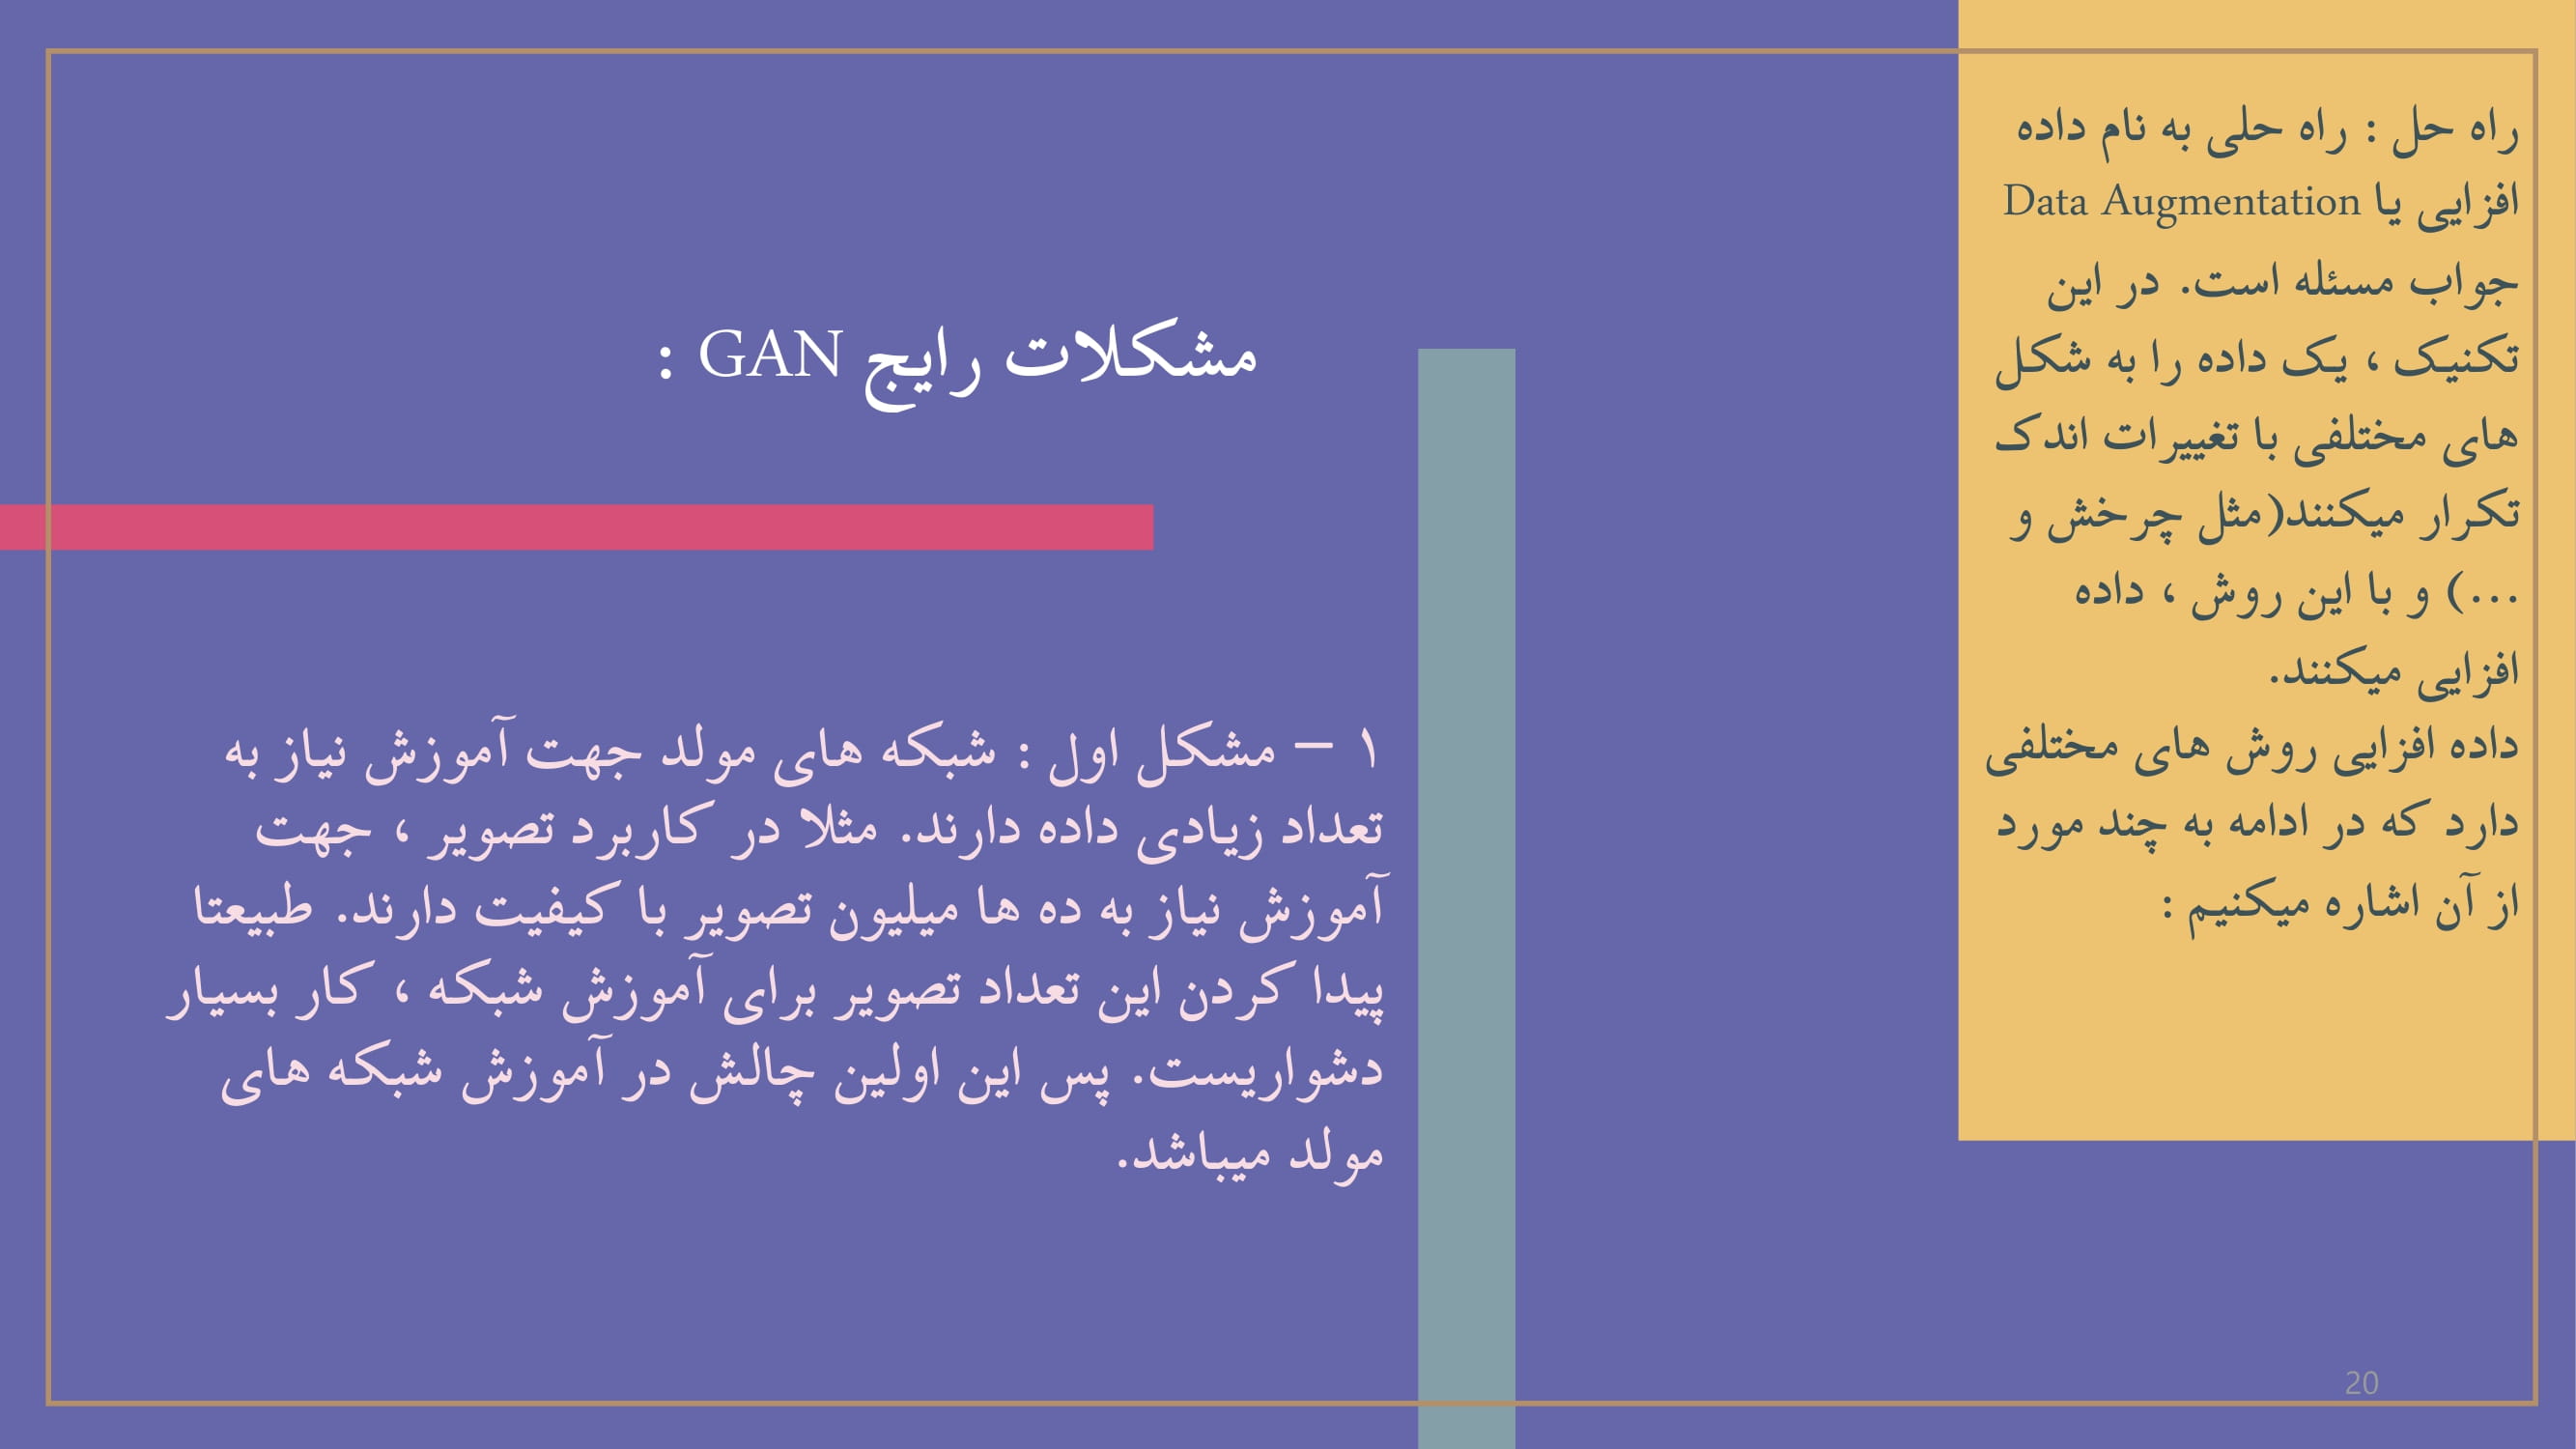 مشکلات رایج GAN :
۱ – مشکل اول : شبکه های مولد جهت آموزش نیاز به
تعداد زیادی داده دارند. مثلا در کاربرد تصویر ، جهت
آموزش نیاز به ده ها میلیون تصویر با کیفیت دارند. طبیعتا
پیدا کردن این تعداد تصویر برای آموزش شبکه ، کار بسیار
دشواریست. پس این اولین چالش در آموزش شبکه های
مولد میباشد.
راه حل : راه حلی به نام داده
افزایی یا Data Augmentation
جواب مسئله است. در این
تکنیک ، یک داده را به شکل
های مختلفی با تغییرات اندک
تکرار میکنند(مثل چرخش و
...) و با این روش ، داده
افزایی میکنند.
داده افزایی روش های مختلفی
دارد که در ادامه به چند مورد
از آن اشاره میکنیم :
20